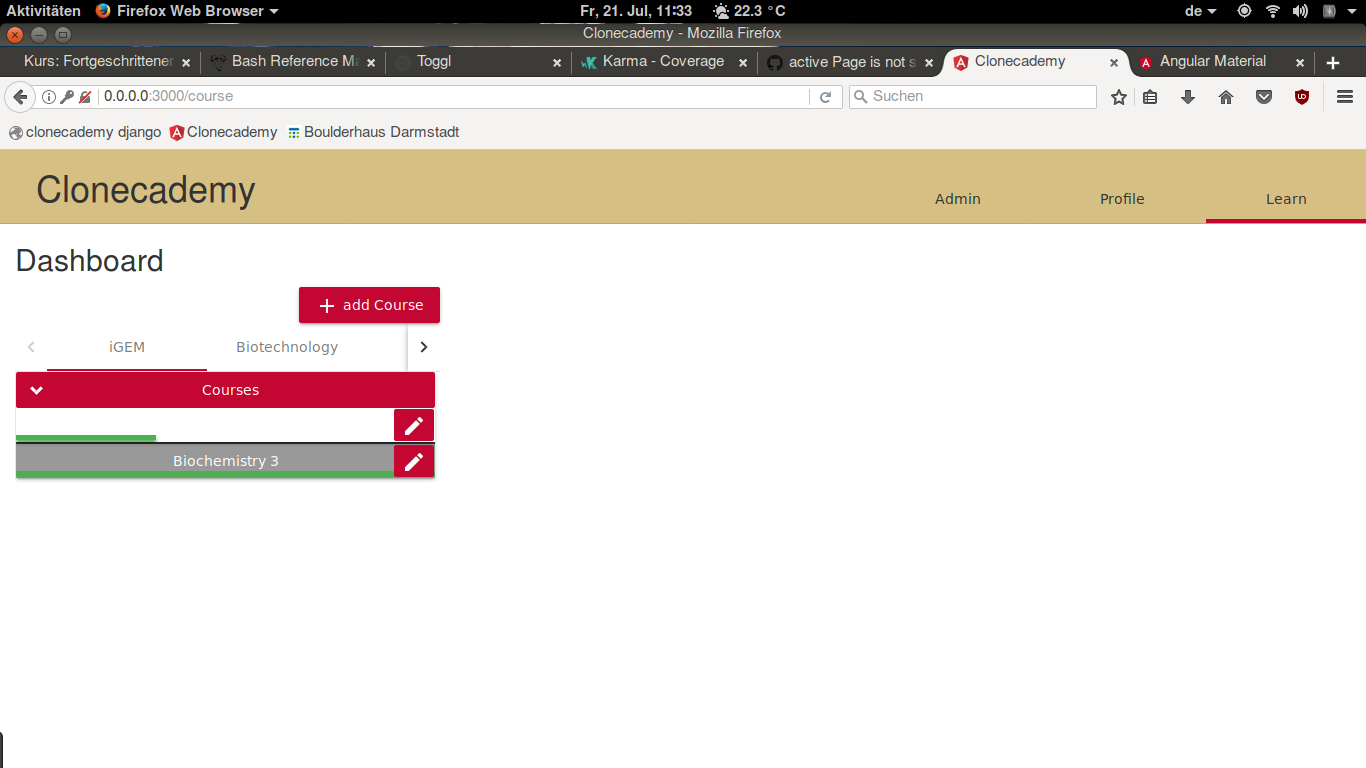 Aktivitäten Firefox Web Browser Fr, 21. Jul, 11:33 22.3 °C de
Clonecademy - Mozilla Firefox
Kurs: Fortgeschrittener Bash Reference Ma Toggl Karma - Coverage active Page is not s Clonecademy Angular Material
0.0.0.0:3000/course Suchen
clonecademy django Clonecademy Boulderhaus Darmstadt
Clonecademy Admin Profile Learn
Dashboard
add Course
iGEM Biotechnology
Courses
Biochemistry 3